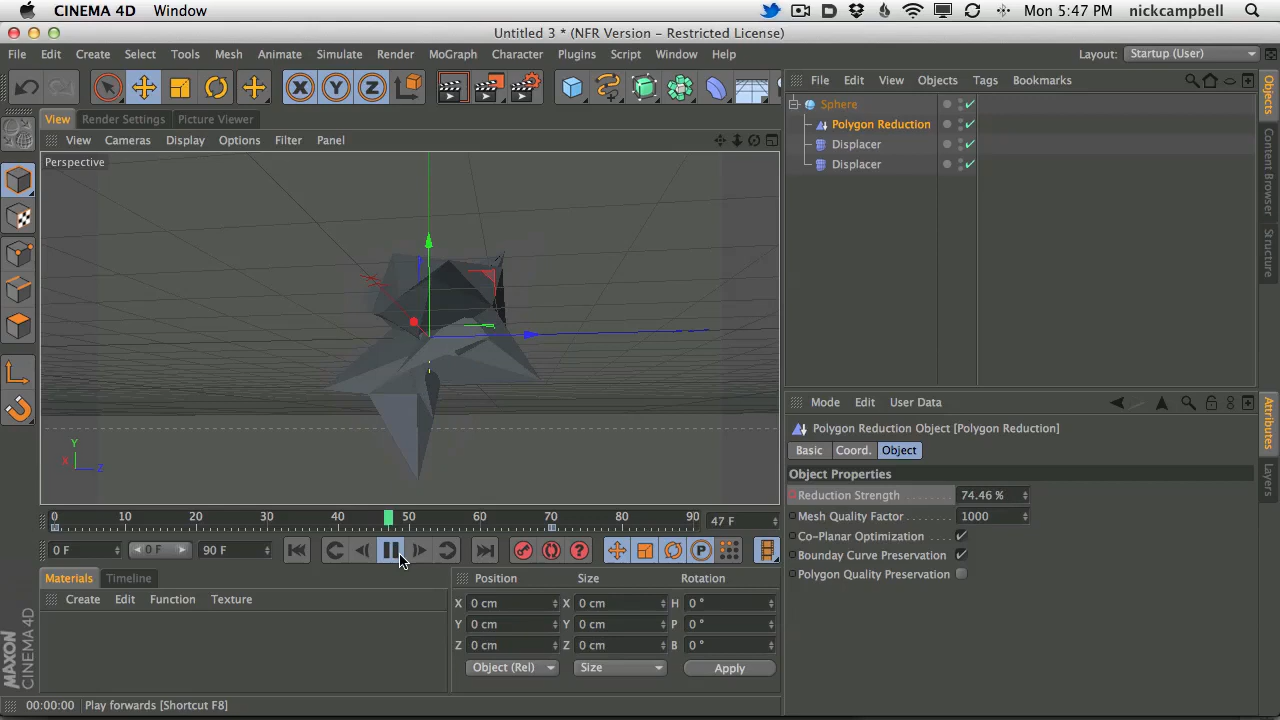 CINEMA 4D Window Mon 5:47 PM nickcampbell
Untitled 3 * (NFR Version - Restricted License)
File Edit Create Select Tools Mesh Animate Simulate Render MoGraph Character Plugins Script Window Help Layout: Startup (User)
X Y Z
File Edit View Objects Tags Bookmarks
Sphere
Polygon Reduction
Displacer
Displacer
Objects
Content Browser
Structure
View Render Settings Picture Viewer
View Cameras Display Options Filter Panel
Perspective
Y
X Z
Mode Edit User Data
Polygon Reduction Object [Polygon Reduction]
Basic Coord. Object
Object Properties
Reduction Strength 74.46 %
Mesh Quality Factor 1000
Co-Planar Optimization
Boundary Curve Preservation
Polygon Quality Preservation
Attributes
Layers
0 10 20 30 40 50 60 70 80 90 47 F
0 F 0 F 90 F
P
Materials Timeline
Create Edit Function Texture
Position Size Rotation
X 0 cm X 0 cm H 0 °
Y 0 cm Y 0 cm P 0 °
Z 0 cm Z 0 cm B 0 °
Object (Rel) Size Apply
MAXON
CINEMA 4D
00:00:00 Play forwards [Shortcut F8]